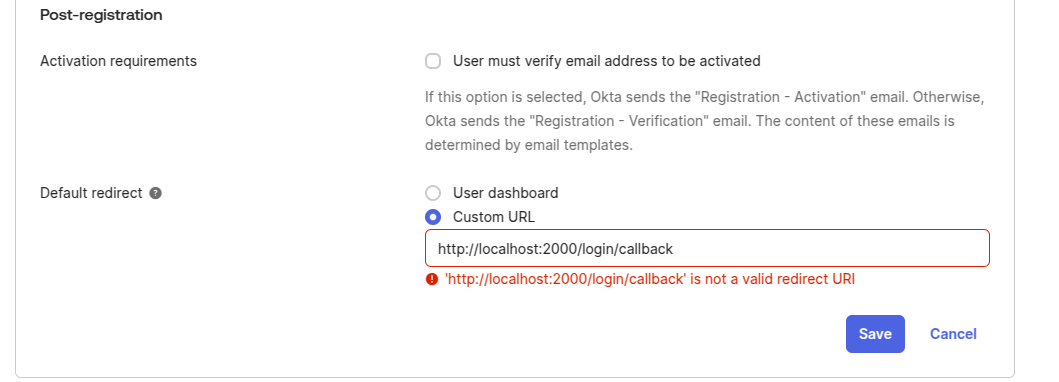 Post-registration
Activation requirements
User must verify email address to be activated
If this option is selected, Okta sends the "Registration - Activation" email. Otherwise,
Okta sends the "Registration - Verification" email. The content of these emails is
determined by email templates.
Default redirect ?
User dashboard
Custom URL
http://localhost:2000/login/callback
! 'http://localhost:2000/login/callback' is not a valid redirect URI
Save Cancel